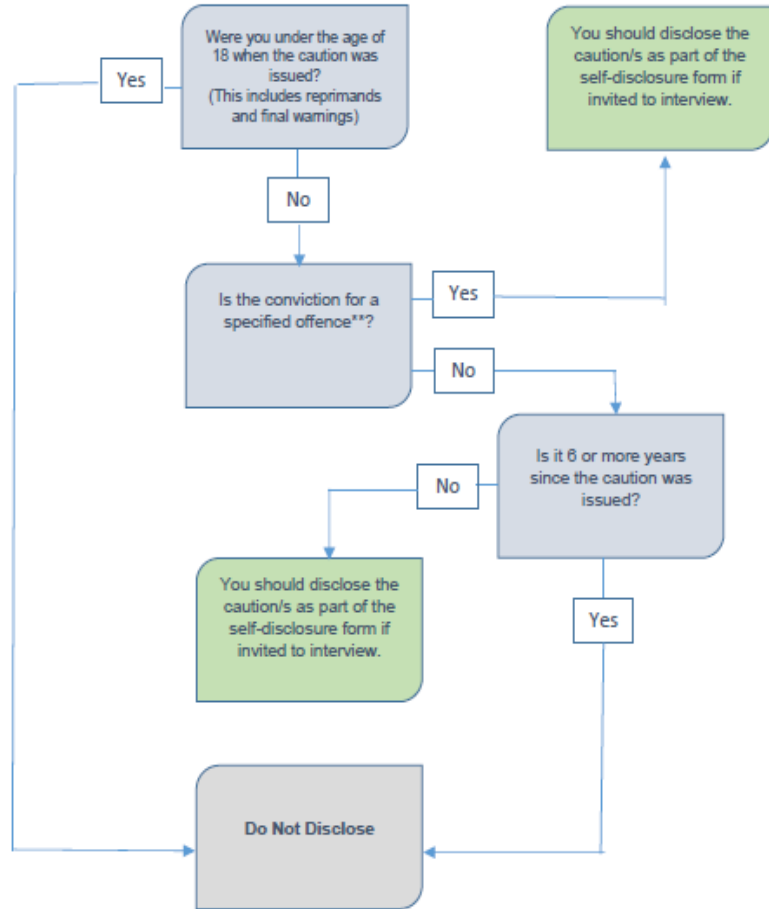 Were you under the age of
18 when the caution was
issued?
(This includes reprimands
and final warnings)
You should disclose the
caution/s as part of the
self-disclosure form if
invited to interview.
Yes
No
Is the conviction for a
specified offence**?
Yes
No
Is it 6 or more years
since the caution was
issued?
No
You should disclose the
caution/s as part of the
self-disclosure form if
invited to interview.
Yes
Do Not Disclose